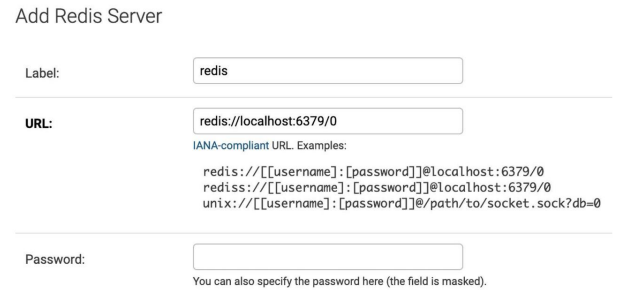 Add Redis Server
Label:
redis
URL:
redis://localhost:6379/0
IANA-compliant URL. Examples:
redis://[[username]:[password]]@localhost:6379/0
rediss://[[username]:[password]]@localhost:6379/0
unix://[[username]:[password]]@/path/to/socket.sock?db=0
Password:
You can also specify the password here (the field is masked).